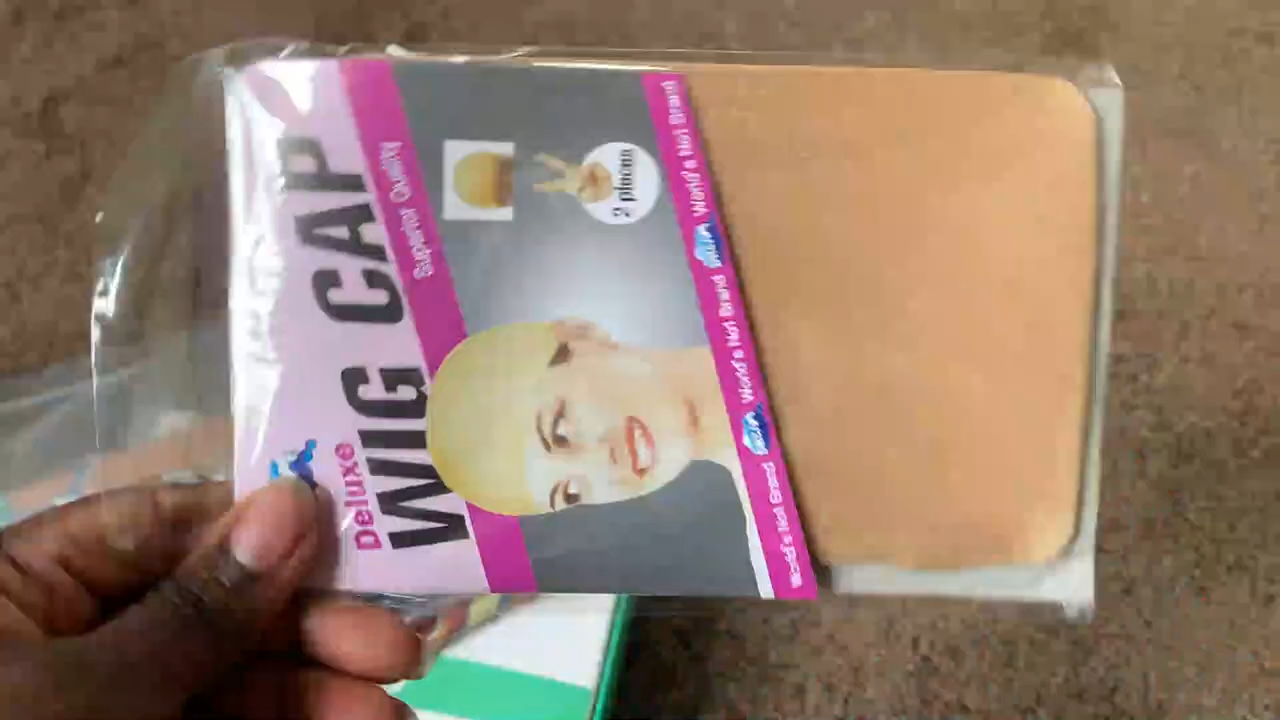 Deluxe
WIG CAP
Superior Quality
2 pieces
World's Hot Brand World's Hot Brand World's Hot Brand